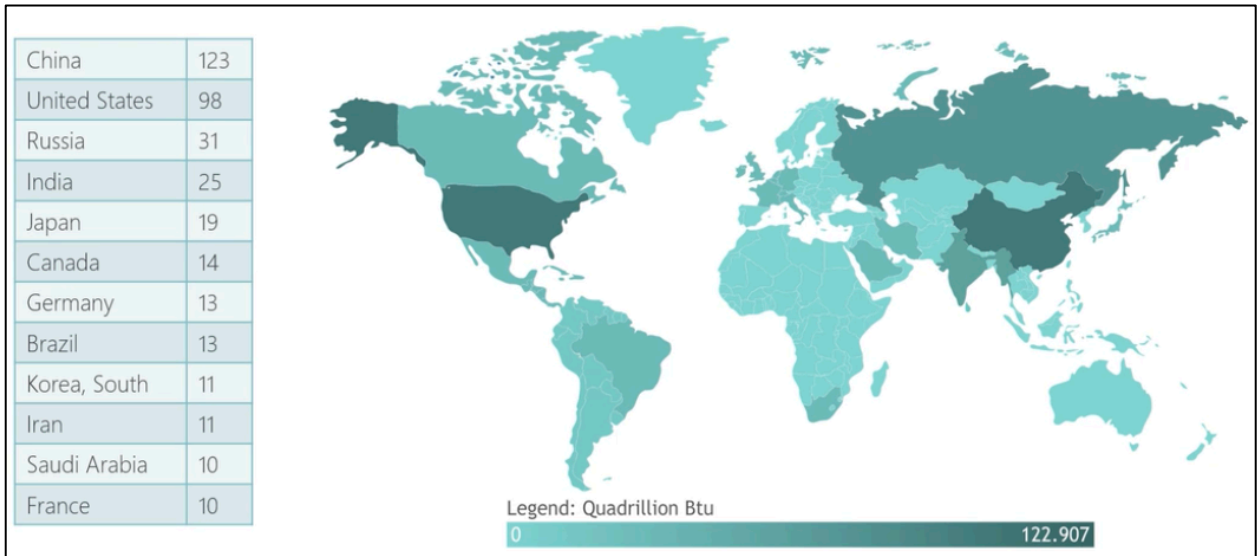 China 123
United States 98
Russia 31
India 25
Japan 19
Canada 14
Germany 13
Brazil 13
Korea, South 11
Iran 11
Saudi Arabia 10
France 10
Legend: Quadrillion Btu
0 122.907